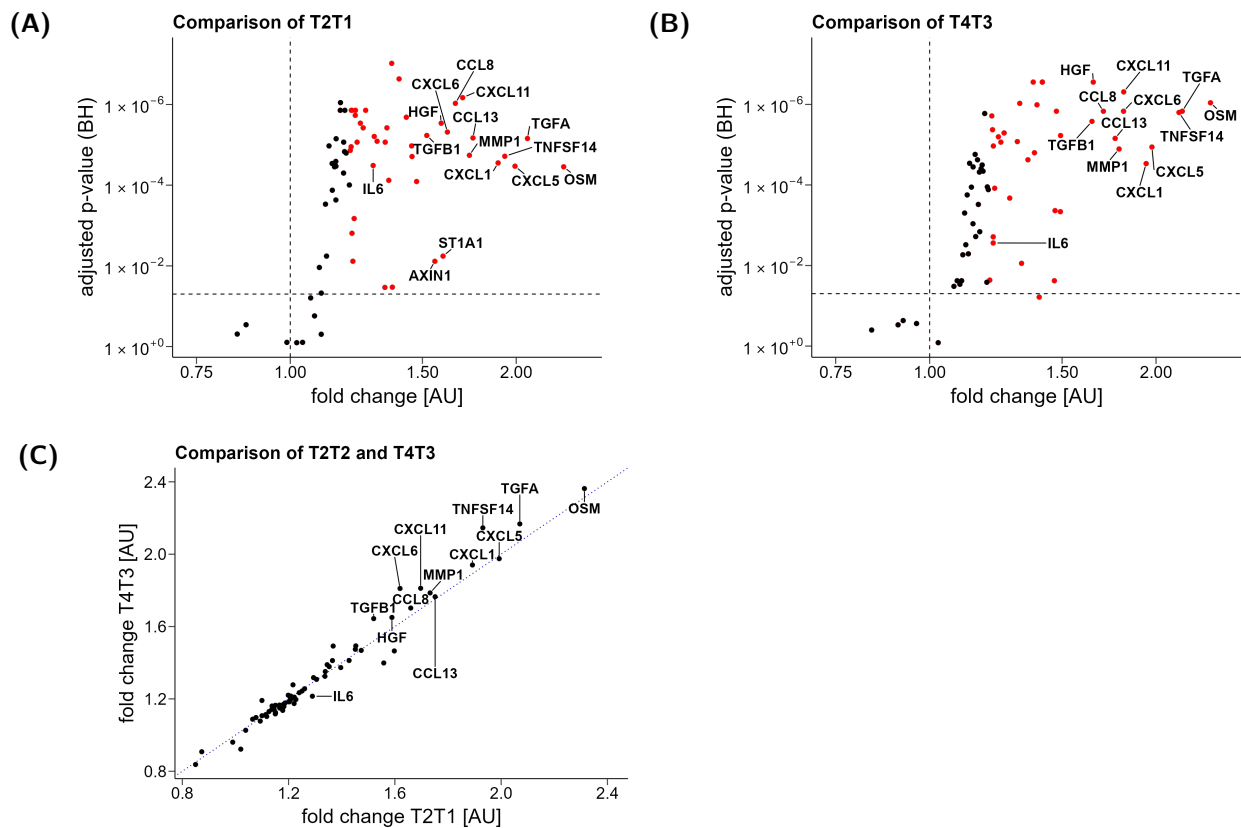 (A)
Comparison of T2T1
adjusted p-value (BH)
1 × 10⁻⁶
1 × 10⁻⁴
1 × 10⁻²
1 × 10⁺⁰
CCL8
CXCL6
CXCL11
HGF
CCL13
TGFA
TGFB1
MMP1
TNFSF14
IL6
CXCL1
CXCL5
OSM
ST1A1
AXIN1
0.75
1.00
1.50
2.00
fold change [AU]
(B)
Comparison of T4T3
adjusted p-value (BH)
1 × 10⁻⁶
1 × 10⁻⁴
1 × 10⁻²
1 × 10⁺⁰
HGF
CXCL11
TGFA
CCL8
CXCL6
OSM
CCL13
TNFSF14
TGFB1
MMP1
CXCL5
CXCL1
IL6
0.75
1.00
1.50
2.00
fold change [AU]
(C)
Comparison of T2T2 and T4T3
fold change T4T3 [AU]
2.4
2.0
1.6
1.2
0.8
TGFA
TNFSF14
OSM
CXCL11
CXCL5
CXCL6
CXCL1
MMP1
CCL8
TGFB1
HGF
CCL13
IL6
0.8
1.2
1.6
2.0
2.4
fold change T2T1 [AU]